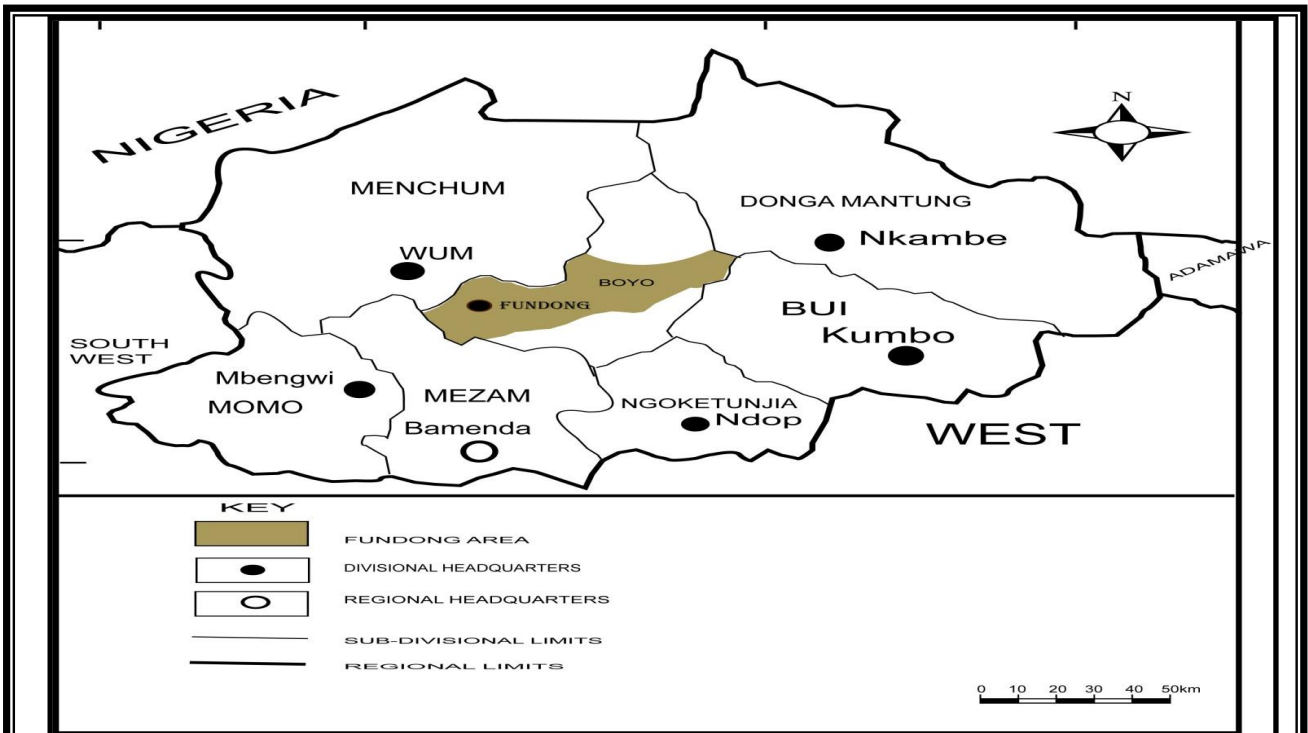 N
NIGERIA
MENCHUM
DONGA MANTUNG
WUM
Nkambe
ADAMAWA
BOYO
FUNDONG
BUI
Kumbo
SOUTH
WEST
Mbengwi
MOMO
MEZAM
Bamenda
NGOKETUNJIA
Ndop
WEST
KEY
FUNDONG AREA
DIVISIONAL HEADQUARTERS
REGIONAL HEADQUARTERS
SUB-DIVISIONAL LIMITS
REGIONAL LIMITS
0 10 20 30 40 50km